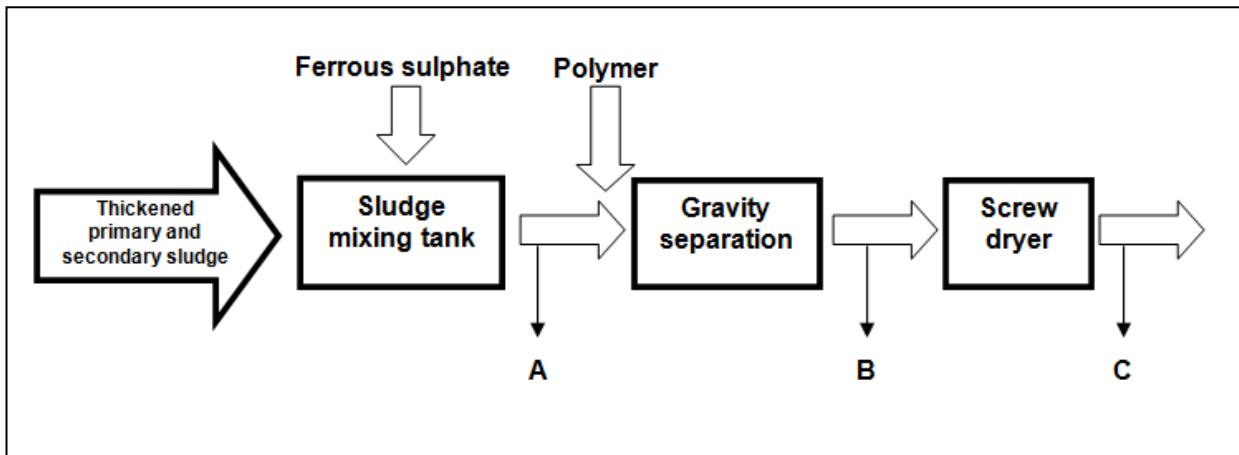 Ferrous sulphate
Polymer
Thickened
primary and
secondary sludge
Sludge
mixing tank
Gravity
separation
Screw
dryer
A
B
C